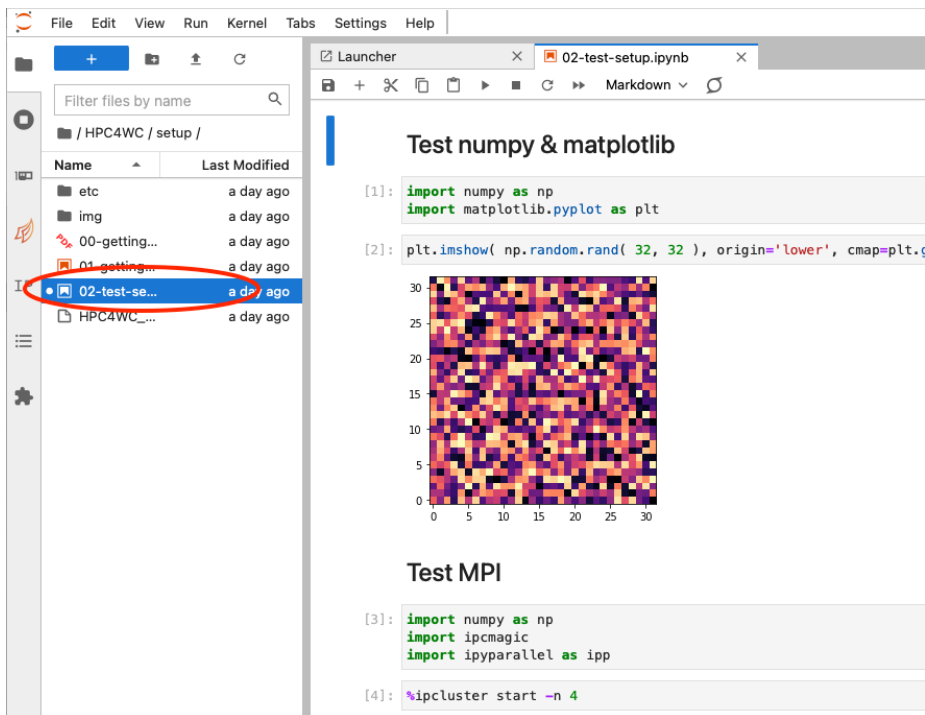 File Edit View Run Kernel Tabs Settings Help
+
Filter files by name
/ HPC4WC / setup /
Name Last Modified
etc a day ago
img a day ago
PDF 00-getting... a day ago
01-getting... a day ago
02-test-se... a day ago
HPC4WC_... a day ago
Launcher
02-test-setup.ipynb
Markdown
Test numpy & matplotlib
[1]: import numpy as np
import matplotlib.pyplot as plt
[2]: plt.imshow( np.random.rand( 32, 32 ), origin='lower', cmap=plt.g
30
25
20
15
10
5
0
0 5 10 15 20 25 30
Test MPI
[3]: import numpy as np
import ipcmagic
import ipyparallel as ipp
[4]: %ipcluster start -n 4